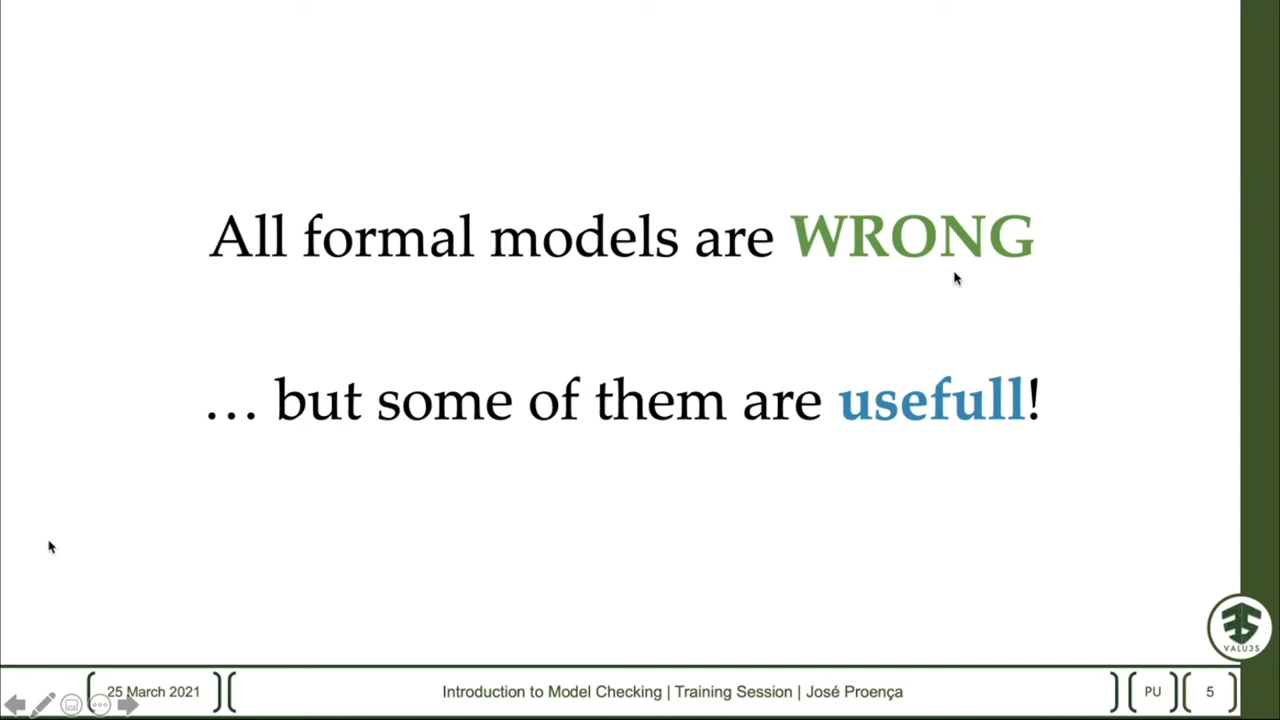 All formal models are WRONG
… but some of them are usefull!
VALU3S
25 March 2021
Introduction to Model Checking | Training Session | José Proença
PU
5